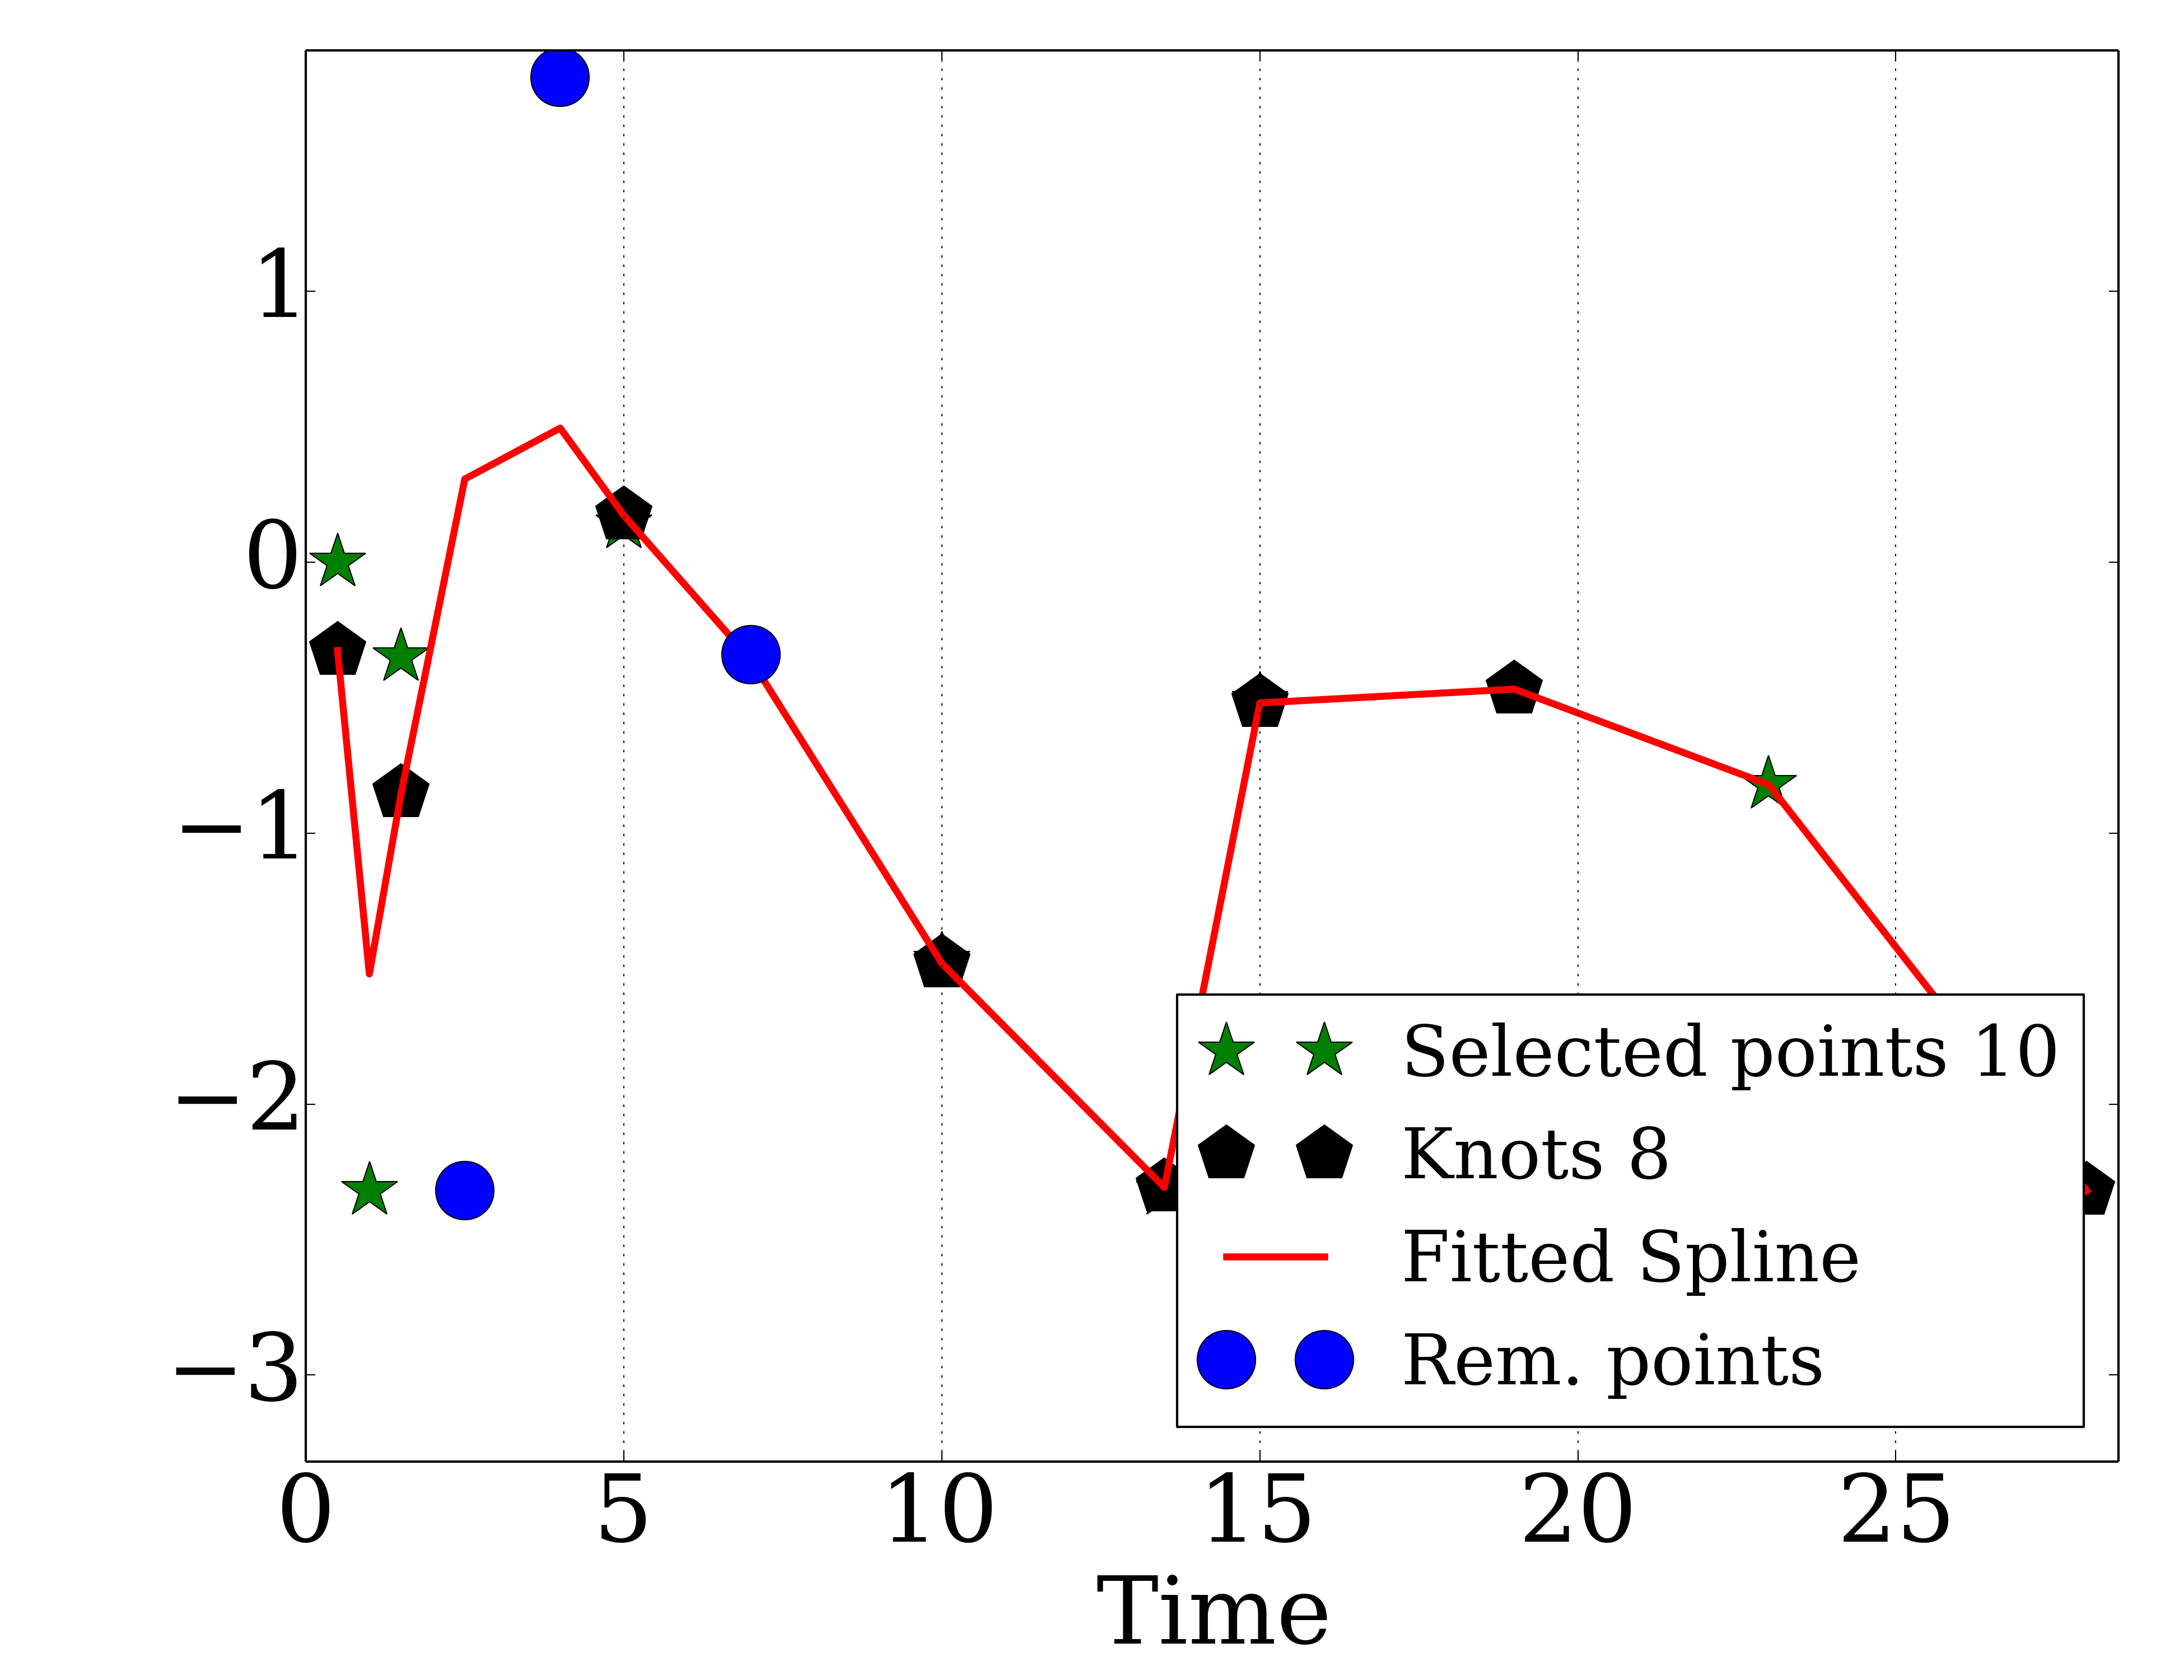 1
0
−1
−2
−3
Selected points 10
Knots 8
Fitted Spline
Rem. points
0 5 10 15 20 25
Time